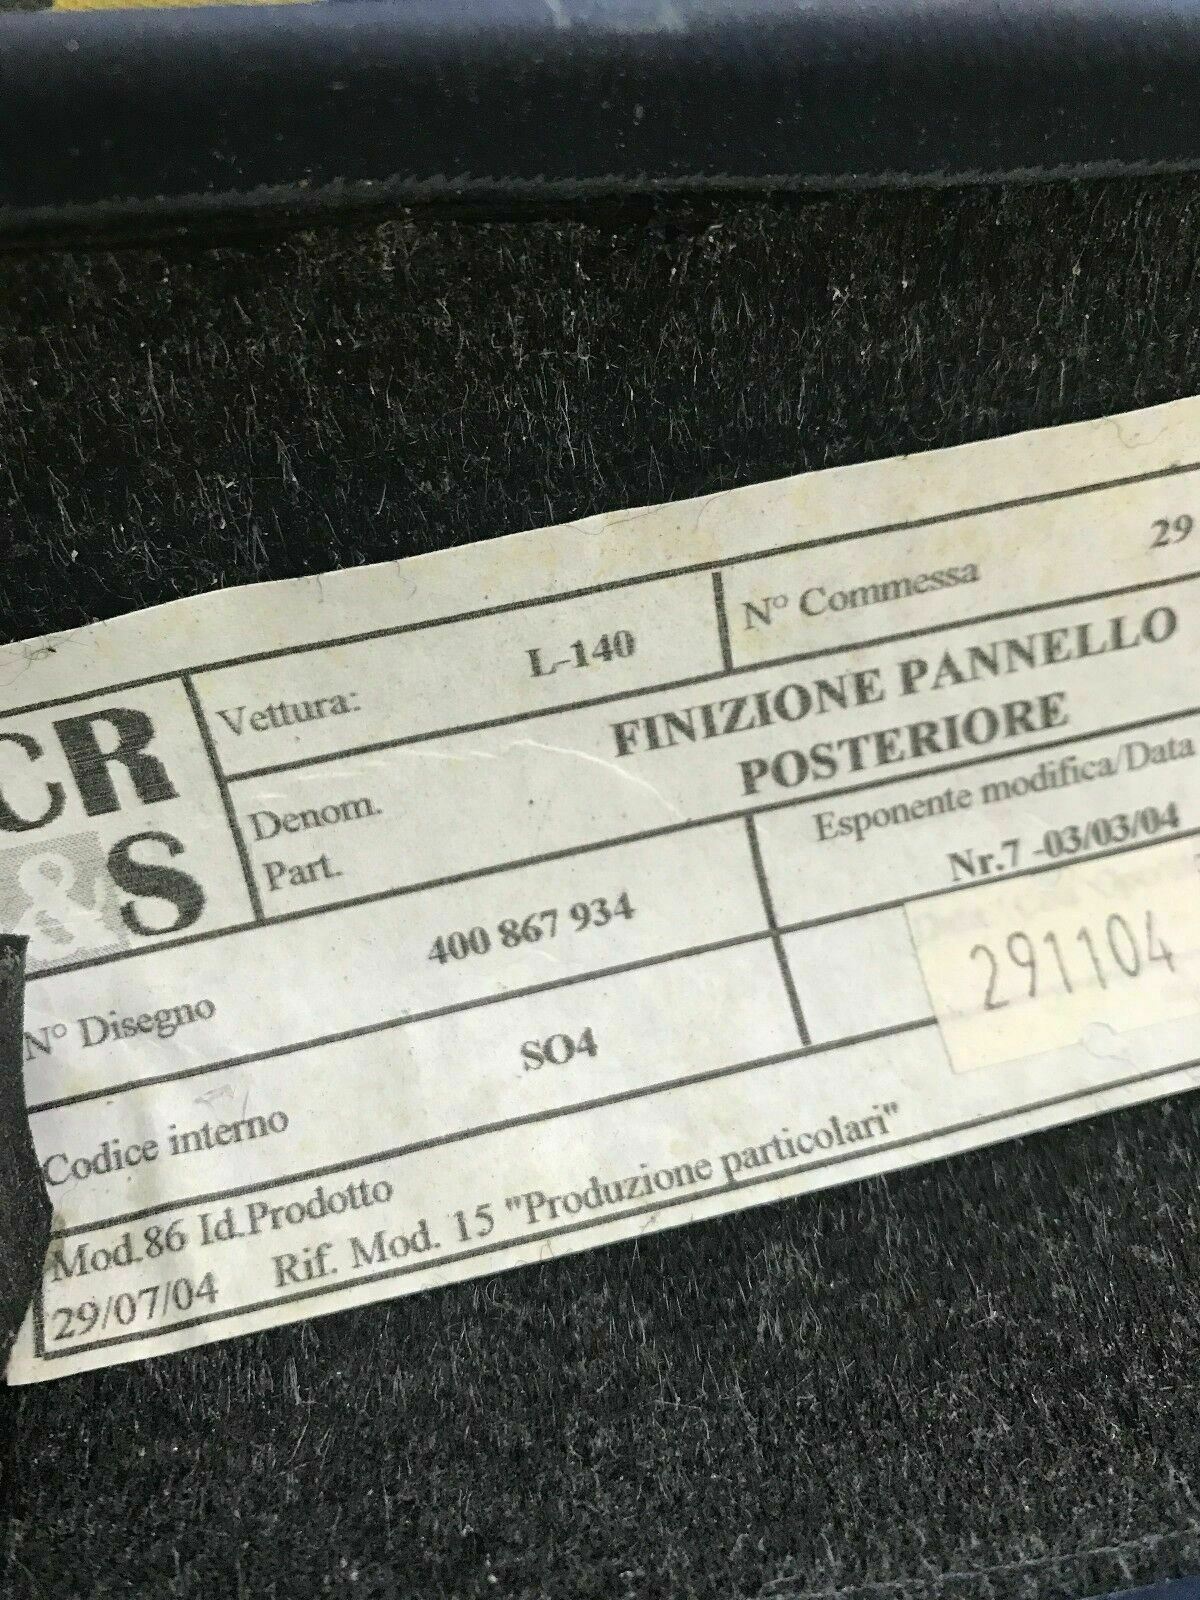 CR
&S
Vettura: L-140 N° Commessa 29
Denom. Part. FINIZIONE PANNELLO
POSTERIORE
N° Disegno 400 867 934 Esponente modifica/Data
Nr.7 -03/03/04
Codice interno SO4
291104
Mod.86 Id.Prodotto
29/07/04 Rif. Mod. 15 "Produzione particolari"